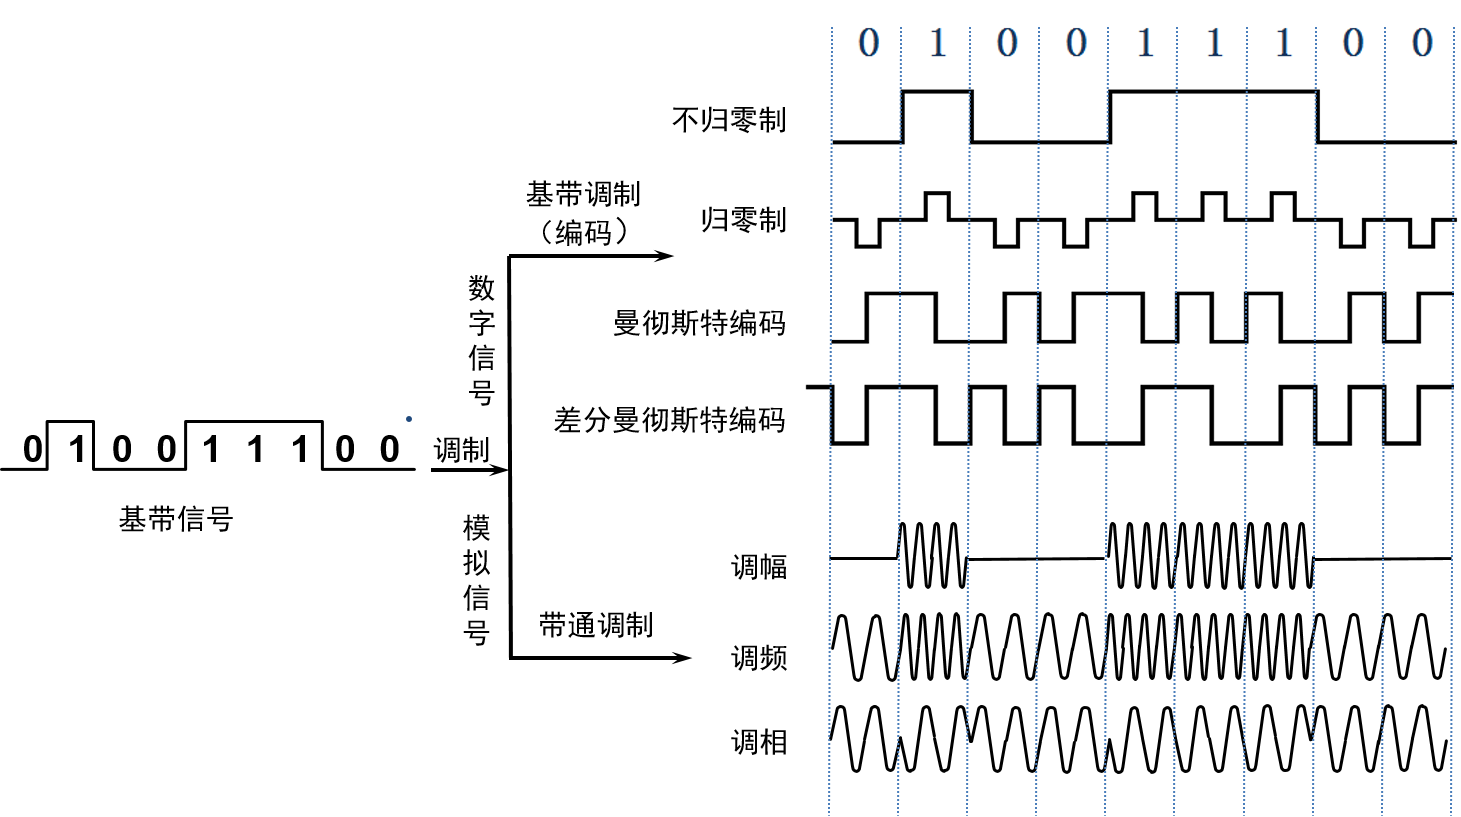 0 1 0 0 1 1 1 0 0
不归零制
基带调制
（编码）
归零制
数字信号
曼彻斯特编码
差分曼彻斯特编码
0 1 0 0 1 1 1 0 0
调制
基带信号
模拟信号
调幅
带通调制
调频
调相